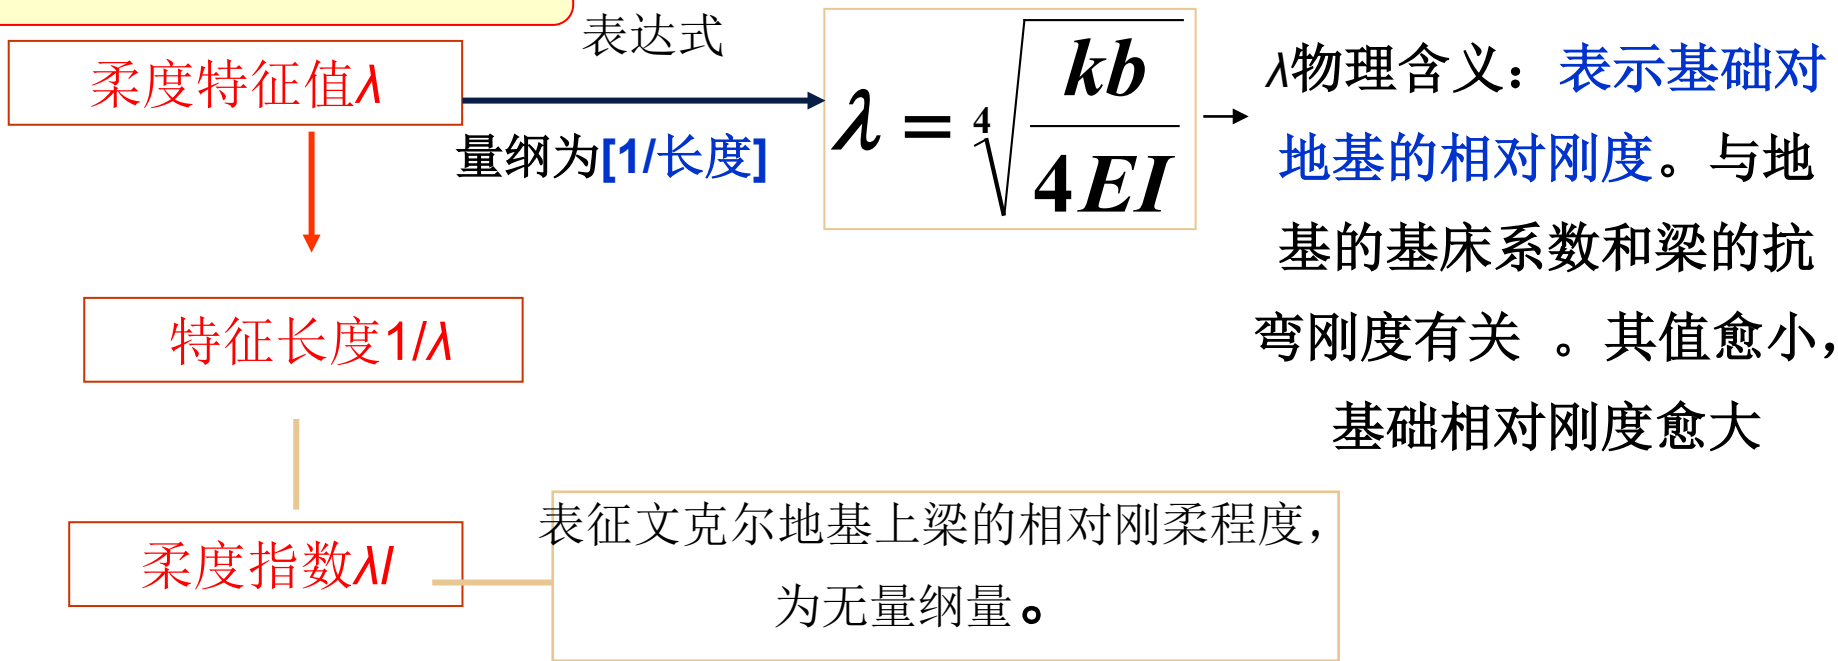 柔度特征值λ
表达式
量纲为[1/长度]
λ = ⁴√(kb / 4EI)
λ物理含义：表示基础对
地基的相对刚度。与地
基的基床系数和梁的抗
弯刚度有关 。其值愈小，
基础相对刚度愈大
特征长度1/λ
柔度指数λl
表征文克尔地基上梁的相对刚柔程度，
为无量纲量。